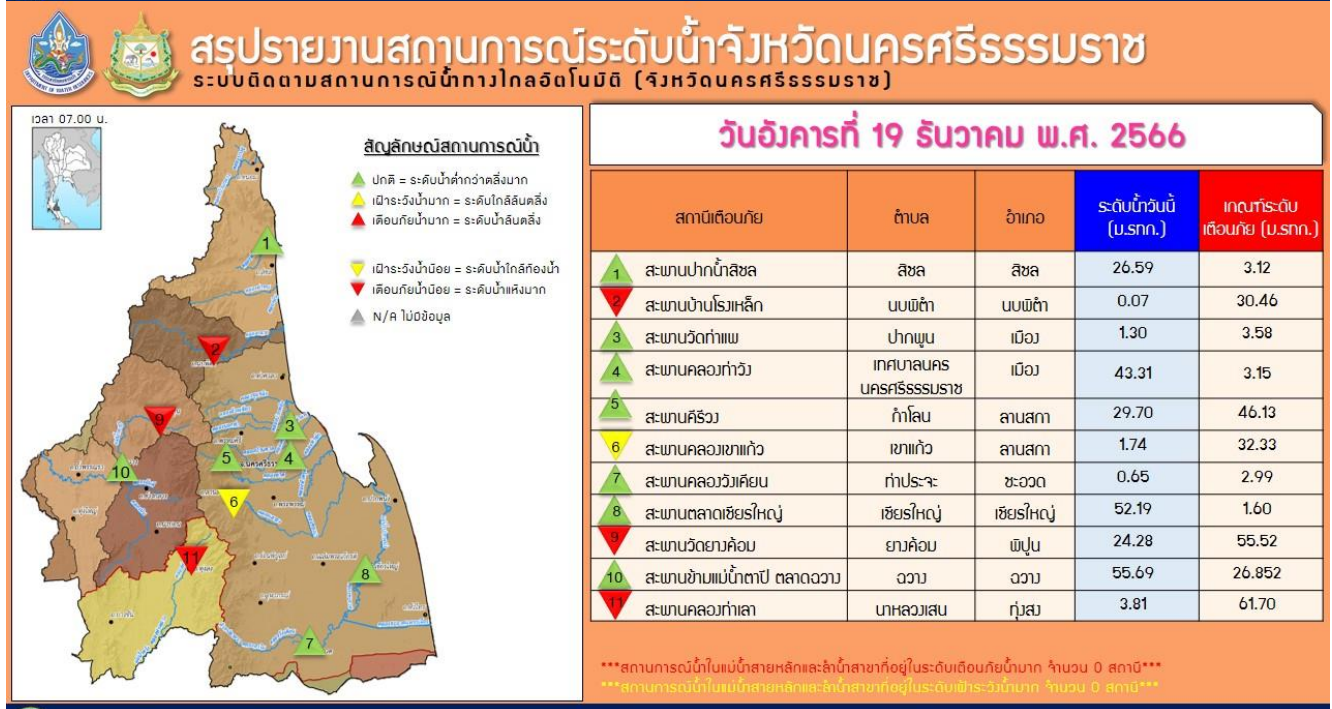 สรุปรายงานสถานการณ์ระดับน้ำจังหวัดนครศรีธรรมราช
ระบบติดตามสถานการณ์น้ำทางไกลอัตโนมัติ (จังหวัดนครศรีธรรมราช)
เวลา 07.00 น.
สัญลักษณ์สถานการณ์น้ำ
ปกติ = ระดับน้ำต่ำกว่าตลิ่งมาก
เฝ้าระวังน้ำมาก = ระดับใกล้ล้นตลิ่ง
เตือนภัยน้ำมาก = ระดับน้ำล้นตลิ่ง
เฝ้าระวังน้ำน้อย = ระดับน้ำใกล้ท้องน้ำ
เตือนภัยน้ำน้อย = ระดับน้ำแห้งมาก
N/A ไม่มีข้อมูล
1
2
9
3
5 4
10
6
11
8
7
วันอังคารที่ 19 ธันวาคม พ.ศ. 2566
สถานีเตือนภัย ตำบล อำเภอ ระดับน้ำวันนี้ (ม.รทก.) เกณฑ์ระดับเตือนภัย (ม.รทก.)
1 สะพานปากน้ำสิชล สิชล สิชล 26.59 3.12
2 สะพานบ้านโรงเหล็ก นบพิตำ นบพิตำ 0.07 30.46
3 สะพานวัดท่าแพ ปากพูน เมือง 1.30 3.58
4 สะพานคลองท่าวัง เทศบาลนครนครศรีธรรมราช เมือง 43.31 3.15
5 สะพานคีรีวง กำโลน ลานสกา 29.70 46.13
6 สะพานคลองเขาแก้ว เขาแก้ว ลานสกา 1.74 32.33
7 สะพานคลองวังเคียน ท่าประจะ ชะอวด 0.65 2.99
8 สะพานตลาดเชียรใหญ่ เชียรใหญ่ เชียรใหญ่ 52.19 1.60
9 สะพานวัดยางค้อม ยางค้อม พิปูน 24.28 55.52
10 สะพานข้ามแม่น้ำตาปี ตลาดฉวาง ฉวาง ฉวาง 55.69 26.852
11 สะพานคลองท่าเลา นาหลวงเสน ทุ่งสง 3.81 61.70
***สถานการณ์น้ำในแม่น้ำสายหลักและลำน้ำสาขาที่อยู่ในระดับเตือนภัยน้ำมาก จำนวน 0 สถานี***
***สถานการณ์น้ำในแม่น้ำสายหลักและลำน้ำสาขาที่อยู่ในระดับเฝ้าระวังน้ำมาก จำนวน 0 สถานี***